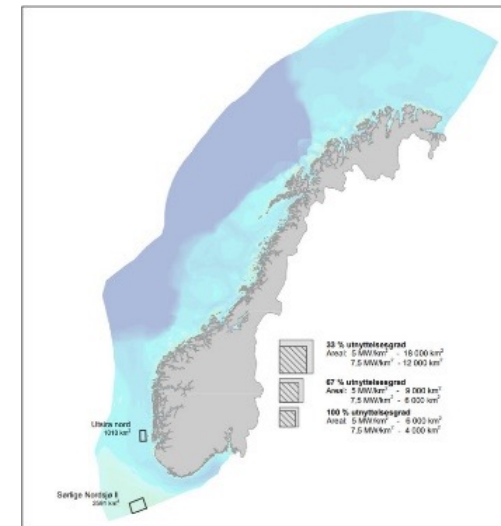 33 % utnyttelsesgrad
Areal: 5 MW/km² - 18 000 km²
7,5 MW/km² - 12 000 km²
67 % utnyttelsesgrad
Areal: 5 MW/km² - 9 000 km²
7,5 MW/km² - 6 000 km²
100 % utnyttelsesgrad
Areal: 5 MW/km² - 6 000 km²
7,5 MW/km² - 4 000 km²
Utsira nord
1010 km²
Sørlige Nordsjø II
2591 km²